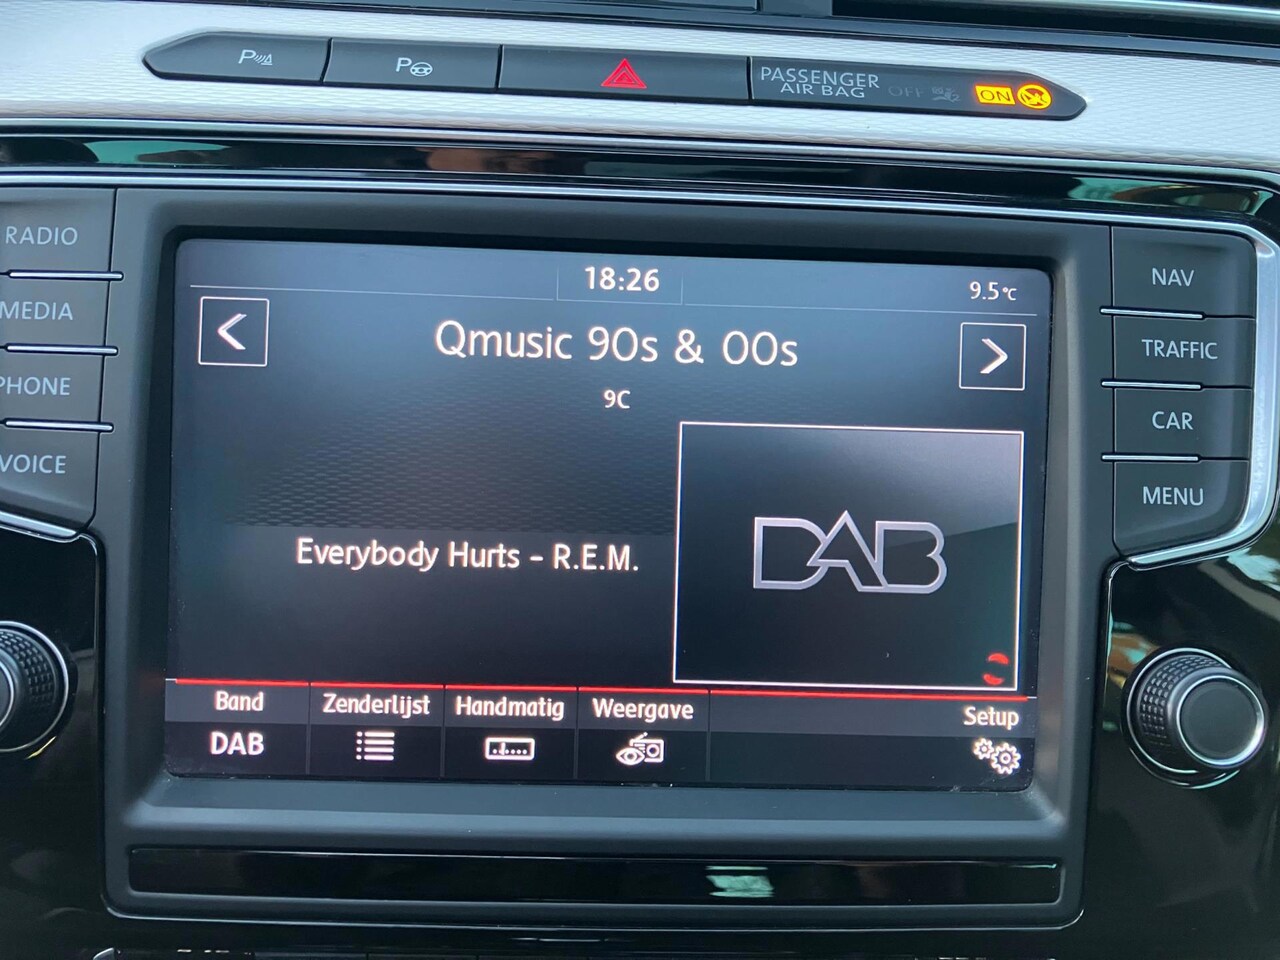 P P PASSENGER AIR BAG OFF ON
RADIO
MEDIA
PHONE
VOICE
18:26 9.5°C
Qmusic 90s & 00s
9C
Everybody Hurts - R.E.M.
DAB
Band Zenderlijst Handmatig Weergave Setup
DAB
NAV
TRAFFIC
CAR
MENU